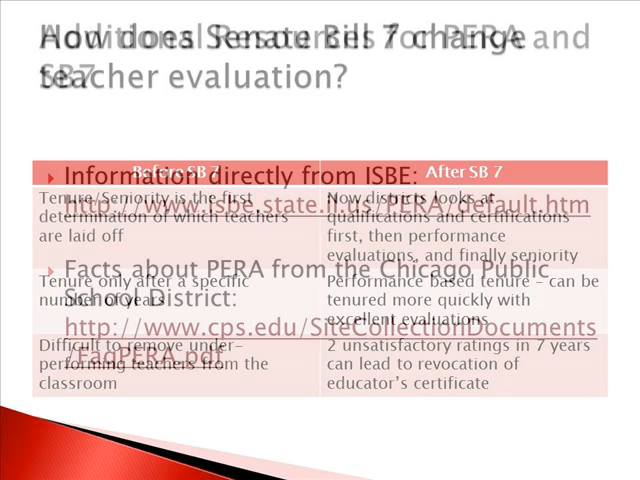 How does Senate Bill 7 change
teacher evaluation?
Additional Resources for PERA and
SB7
Before SB 7
After SB 7
Tenure/Seniority is the first
determination of which teachers
are laid off
Now districts looks at
qualifications and certifications
first, then performance
evaluations, and finally seniority
Tenure only after a specific
number of years
Performance based tenure – can be
tenured more quickly with
excellent evaluations
Difficult to remove under-
performing teachers from the
classroom
2 unsatisfactory ratings in 7 years
can lead to revocation of
educator's certificate
Information directly from ISBE:
http://www.isbe.state.il.us/PERA/default.htm
Facts about PERA from the Chicago Public
School District:
http://www.cps.edu/SiteCollectionDocuments
/FaqPERA.pdf